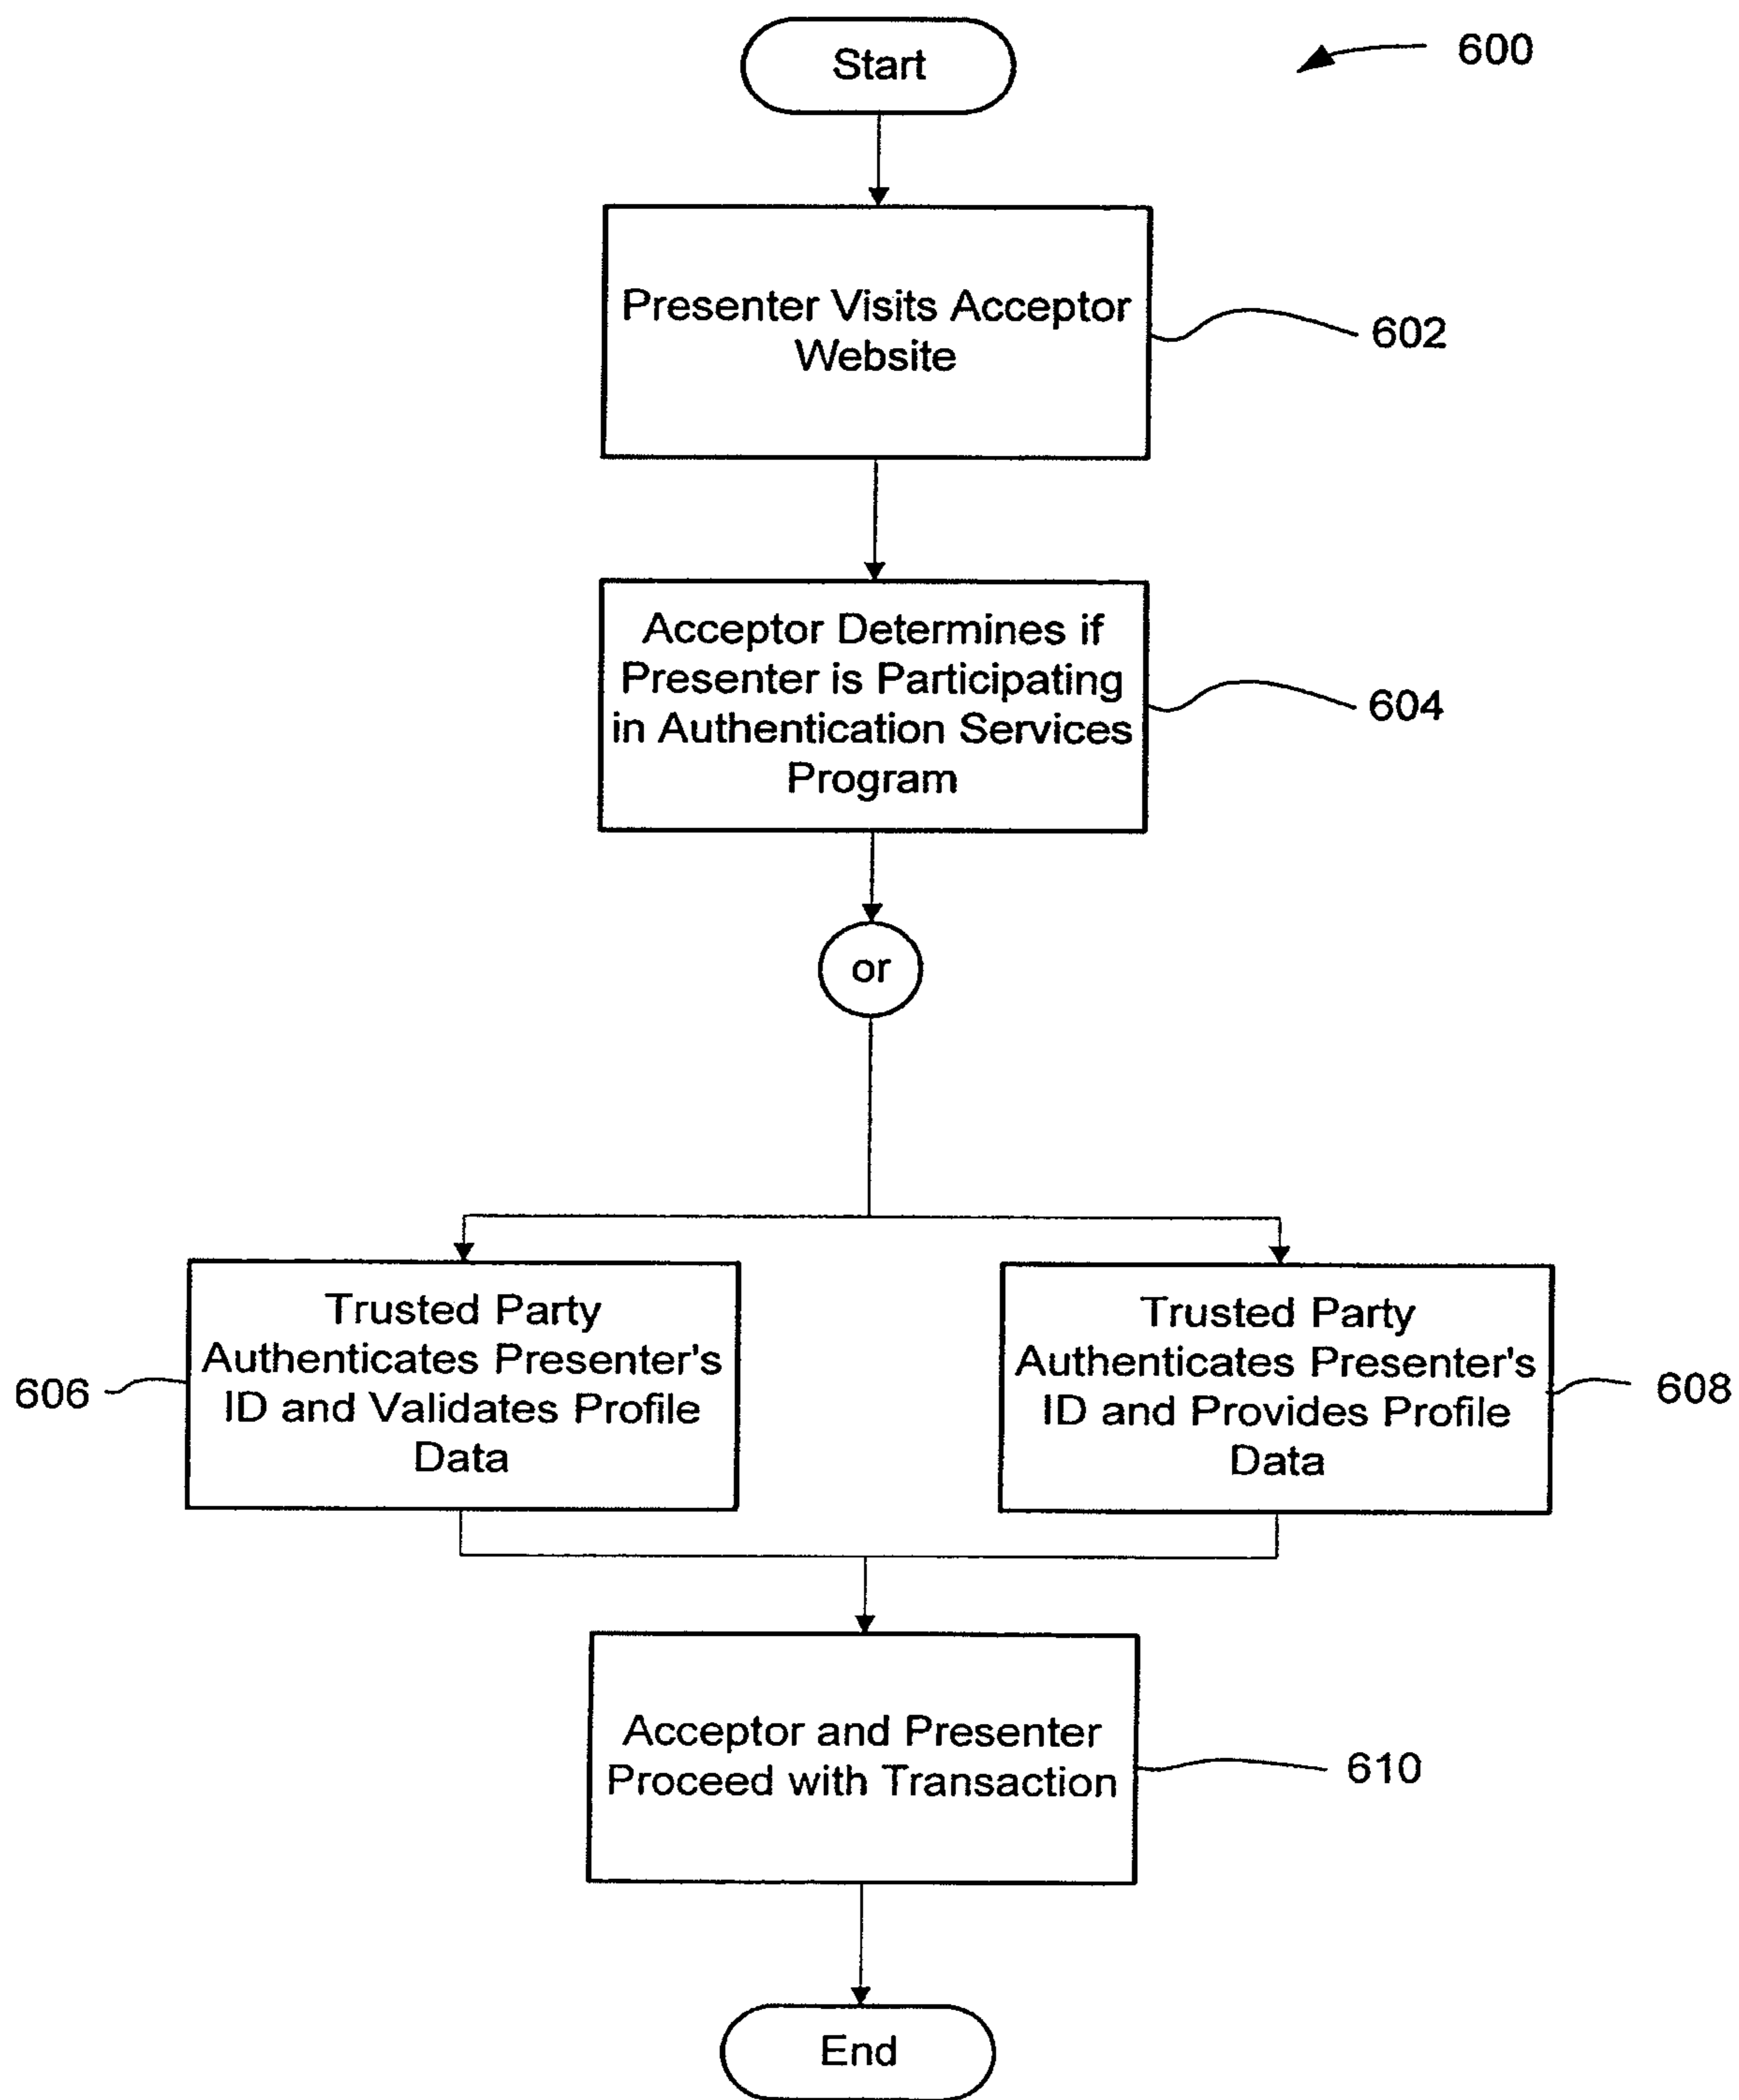 Start
600
Presenter Visits Acceptor
Website
602
Acceptor Determines if
Presenter is Participating
in Authentication Services
Program
604
or
Trusted Party
Authenticates Presenter's
ID and Validates Profile
Data
606
Trusted Party
Authenticates Presenter's
ID and Provides Profile
Data
608
Acceptor and Presenter
Proceed with Transaction
610
End